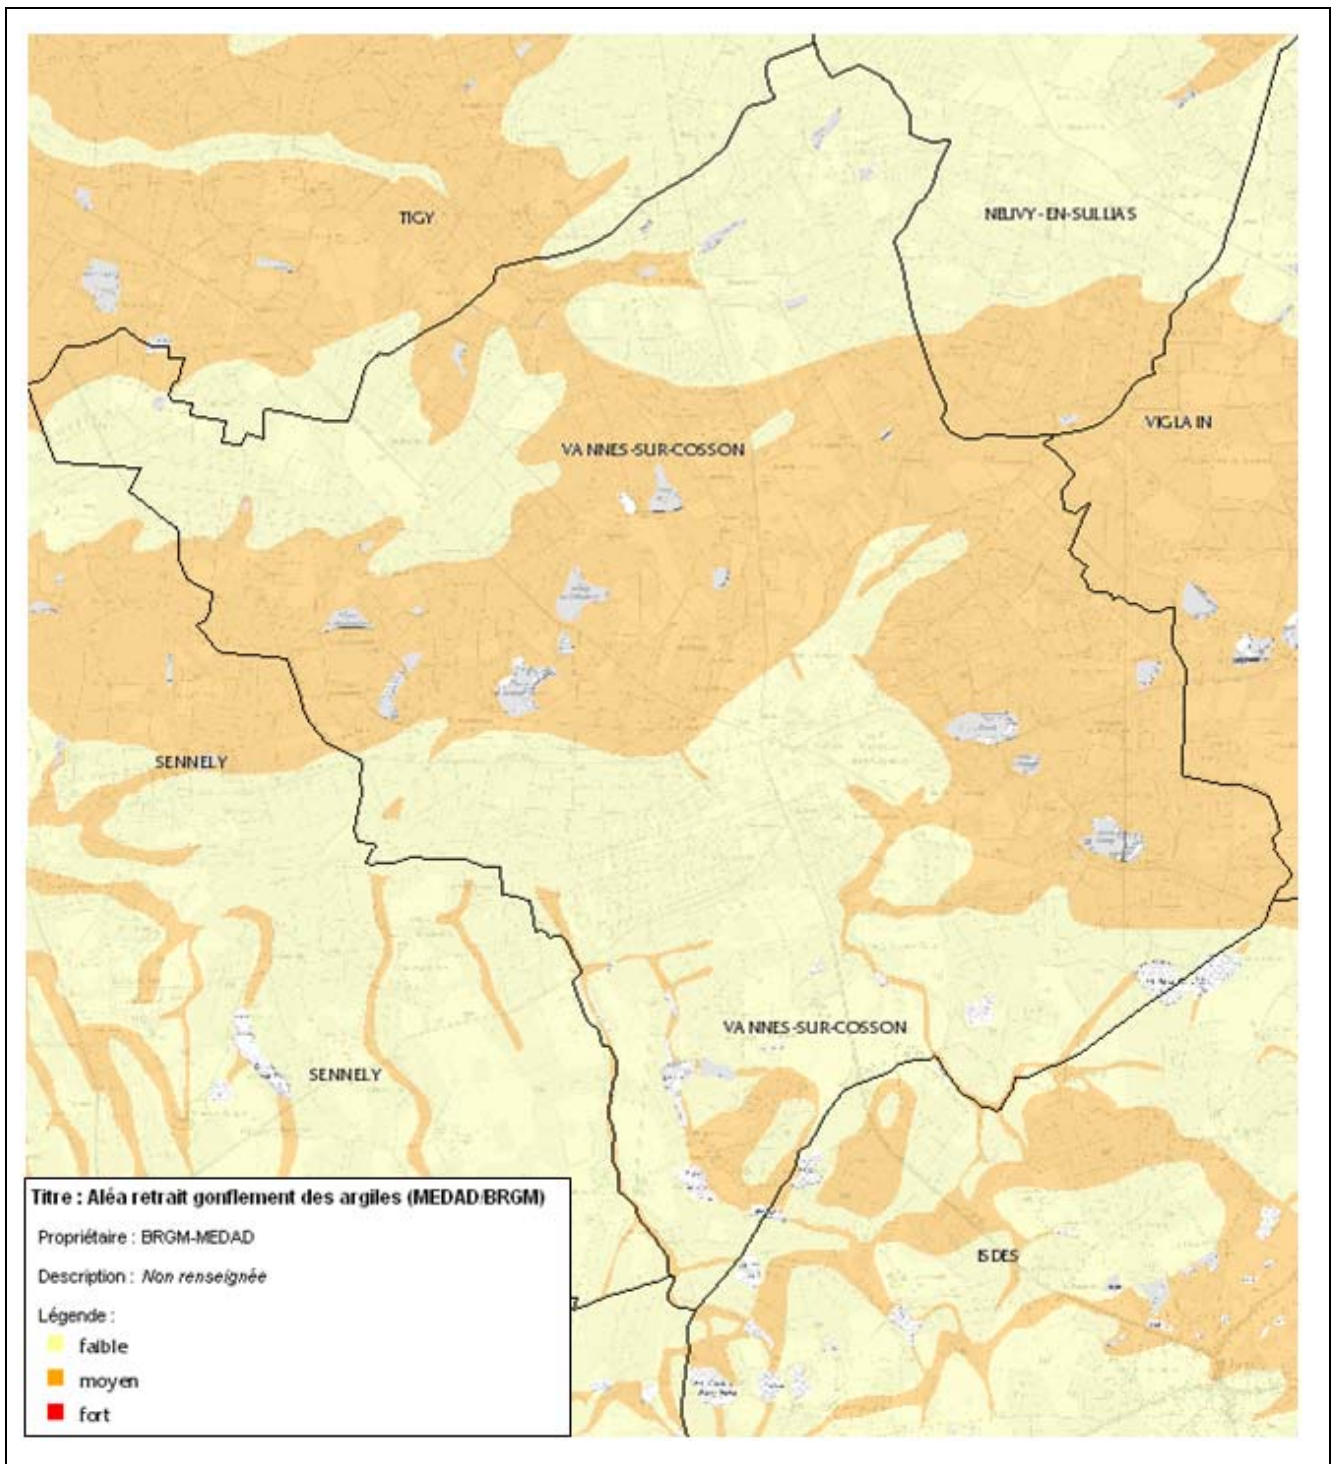 TIGY
NEUVY-EN-SULLIAS
VIGLAIN
VANNES-SUR-COSSON
SENNELY
VANNES-SUR-COSSON
SENNELY
ISDES
Titre : Aléa retrait gonflement des argiles (MEDAD/BRGM)
Propriétaire : BRGM-MEDAD
Description : Non renseignée
Légende :
faible
moyen
fort